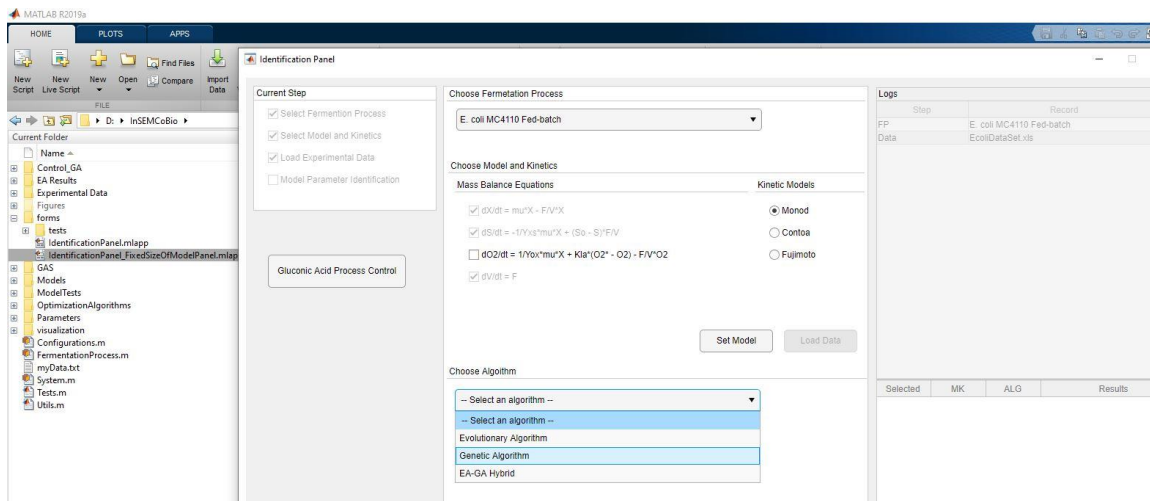 MATLAB R2019a
HOME
PLOTS
APPS
New Script
New Live Script
New
Open
Find Files
Compare
Import Data
FILE
D: InSEMCoBio
Current Folder
Name
Control_GA
EA Results
Experimental Data
Figures
forms
tests
IdentificationPanel.mlapp
IdentificationPanel_FixedSizeOfModelPanel.mlap
GAS
Models
ModelTests
OptimizationAlgorithms
Parameters
visualization
Configurations.m
FermentationProcess.m
myData.txt
System.m
Tests.m
Utils.m
Identification Panel
Current Step
Select Fermention Process
Select Model and Kinetics
Load Experimental Data
Model Parameter Identification
Gluconic Acid Process Control
Choose Fermetation Process
E. coli MC4110 Fed-batch
Choose Model and Kinetics
Mass Balance Equations
Kinetic Models
dX/dt = mu*X - F/V*X
Monod
dS/dt = -1/Yxs*mu*X + (So - S)*F/V
Contoa
dO2/dt = 1/Yox*mu*X + Kla*(O2* - O2) - F/V*O2
Fujimoto
dV/dt = F
Set Model
Load Data
Choose Algoithm
-- Select an algorithm --
-- Select an algorithm --
Evolutionary Algorithm
Genetic Algorithm
EA-GA Hybrid
Logs
Step Record
FP E. coli MC4110 Fed-batch
Data EcoliDataSet.xls
Selected MK ALG Results